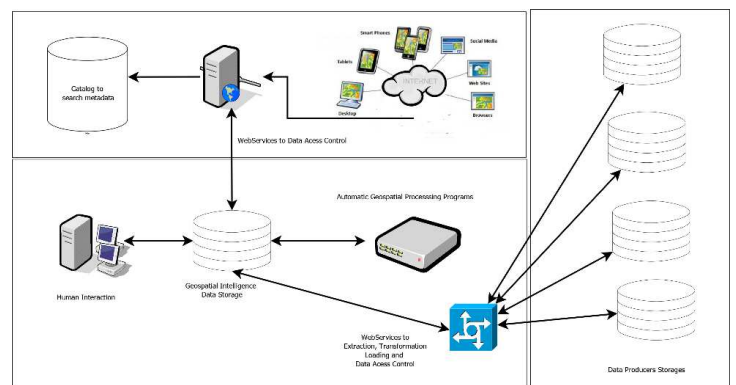 Smart Phones
Social Media
Tablets
INTERNET
Web Sites
Desktop
Browsers
Catalog to
search metadata
WebServices to Data Acess Control
Automatic Geospatial Processsing Programs
Human Interaction
Geospatial Intelligence
Data Storage
WebServices to
Extraction, Transformation
Loading and
Data Acess Control
Data Producers Storages